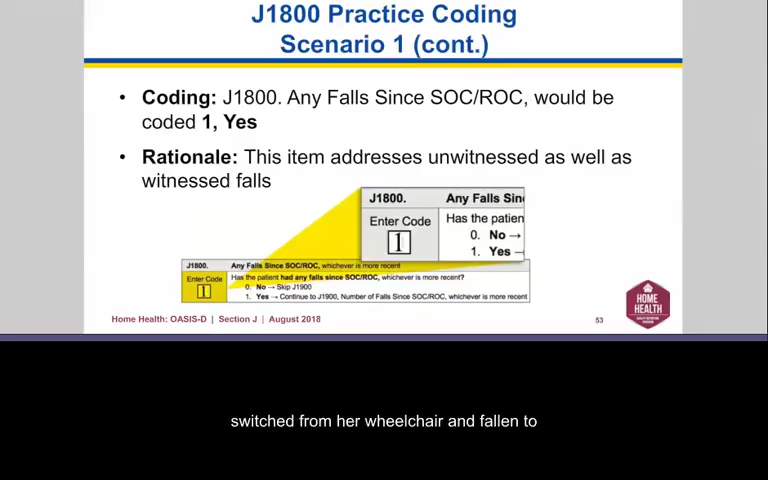 J1800 Practice Coding
Scenario 1 (cont.)
• Coding: J1800. Any Falls Since SOC/ROC, would be
coded 1, Yes
• Rationale: This item addresses unwitnessed as well as
witnessed falls
J1800. Any Falls Sin
Enter Code Has the patien
1 0. No →
1. Yes →
J1800. Any Falls Since SOC/ROC, whichever is more recent
Enter Code Has the patient had any falls since SOC/ROC, whichever is more recent?
1 0. No → Skip J1900
1. Yes → Continue to J1900, Number of Falls Since SOC/ROC, whichever is more recent
Home Health: OASIS-D | Section J | August 2018
53
HOME
HEALTH
switched from her wheelchair and fallen to